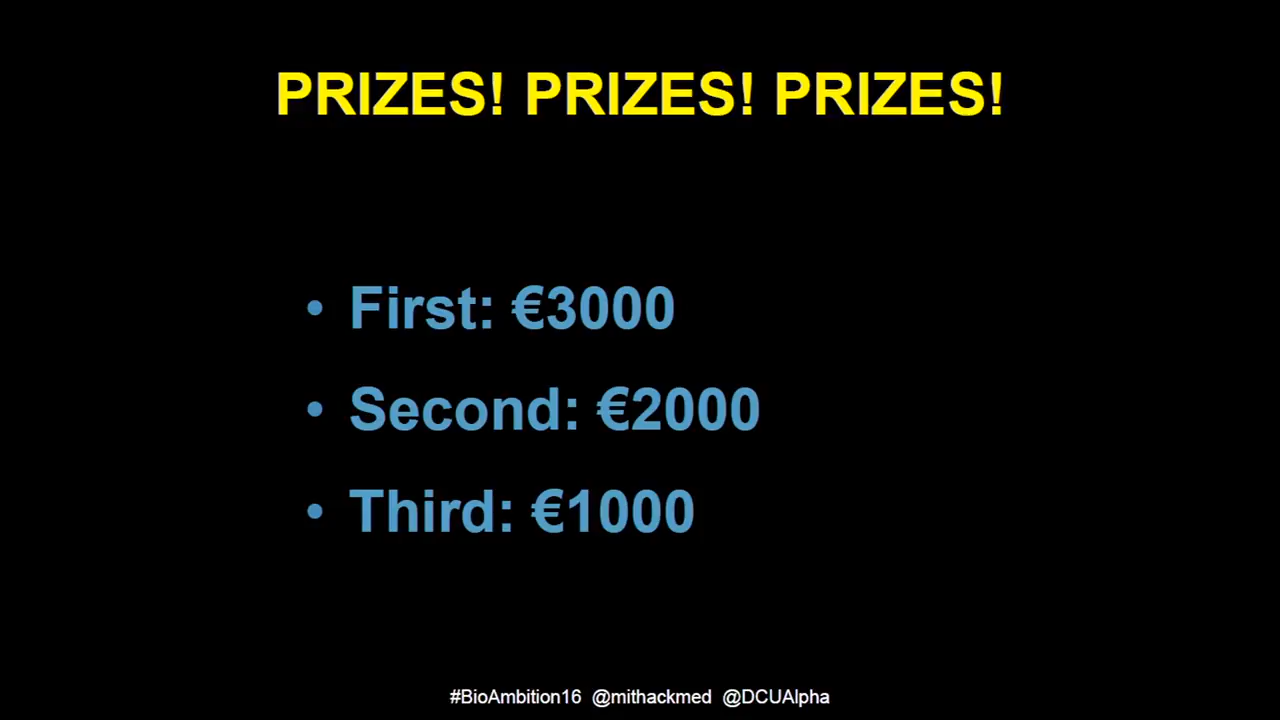 PRIZES! PRIZES! PRIZES!
• First: €3000
• Second: €2000
• Third: €1000
#BioAmbition16 @mithackmed @DCUAlpha